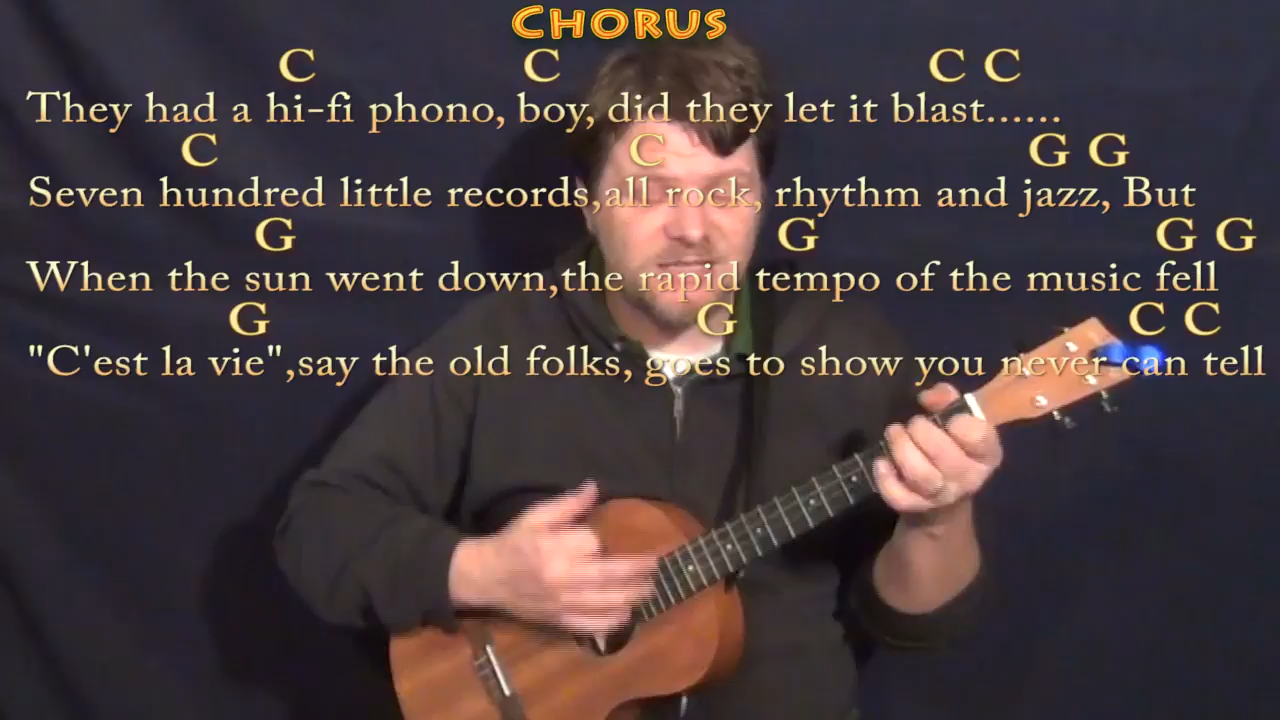 CHORUS
C C C C
They had a hi-fi phono, boy, did they let it blast......
C C G G
Seven hundred little records,all rock, rhythm and jazz, But
G G G G
When the sun went down,the rapid tempo of the music fell
G G C C
"C'est la vie",say the old folks, goes to show you never can tell